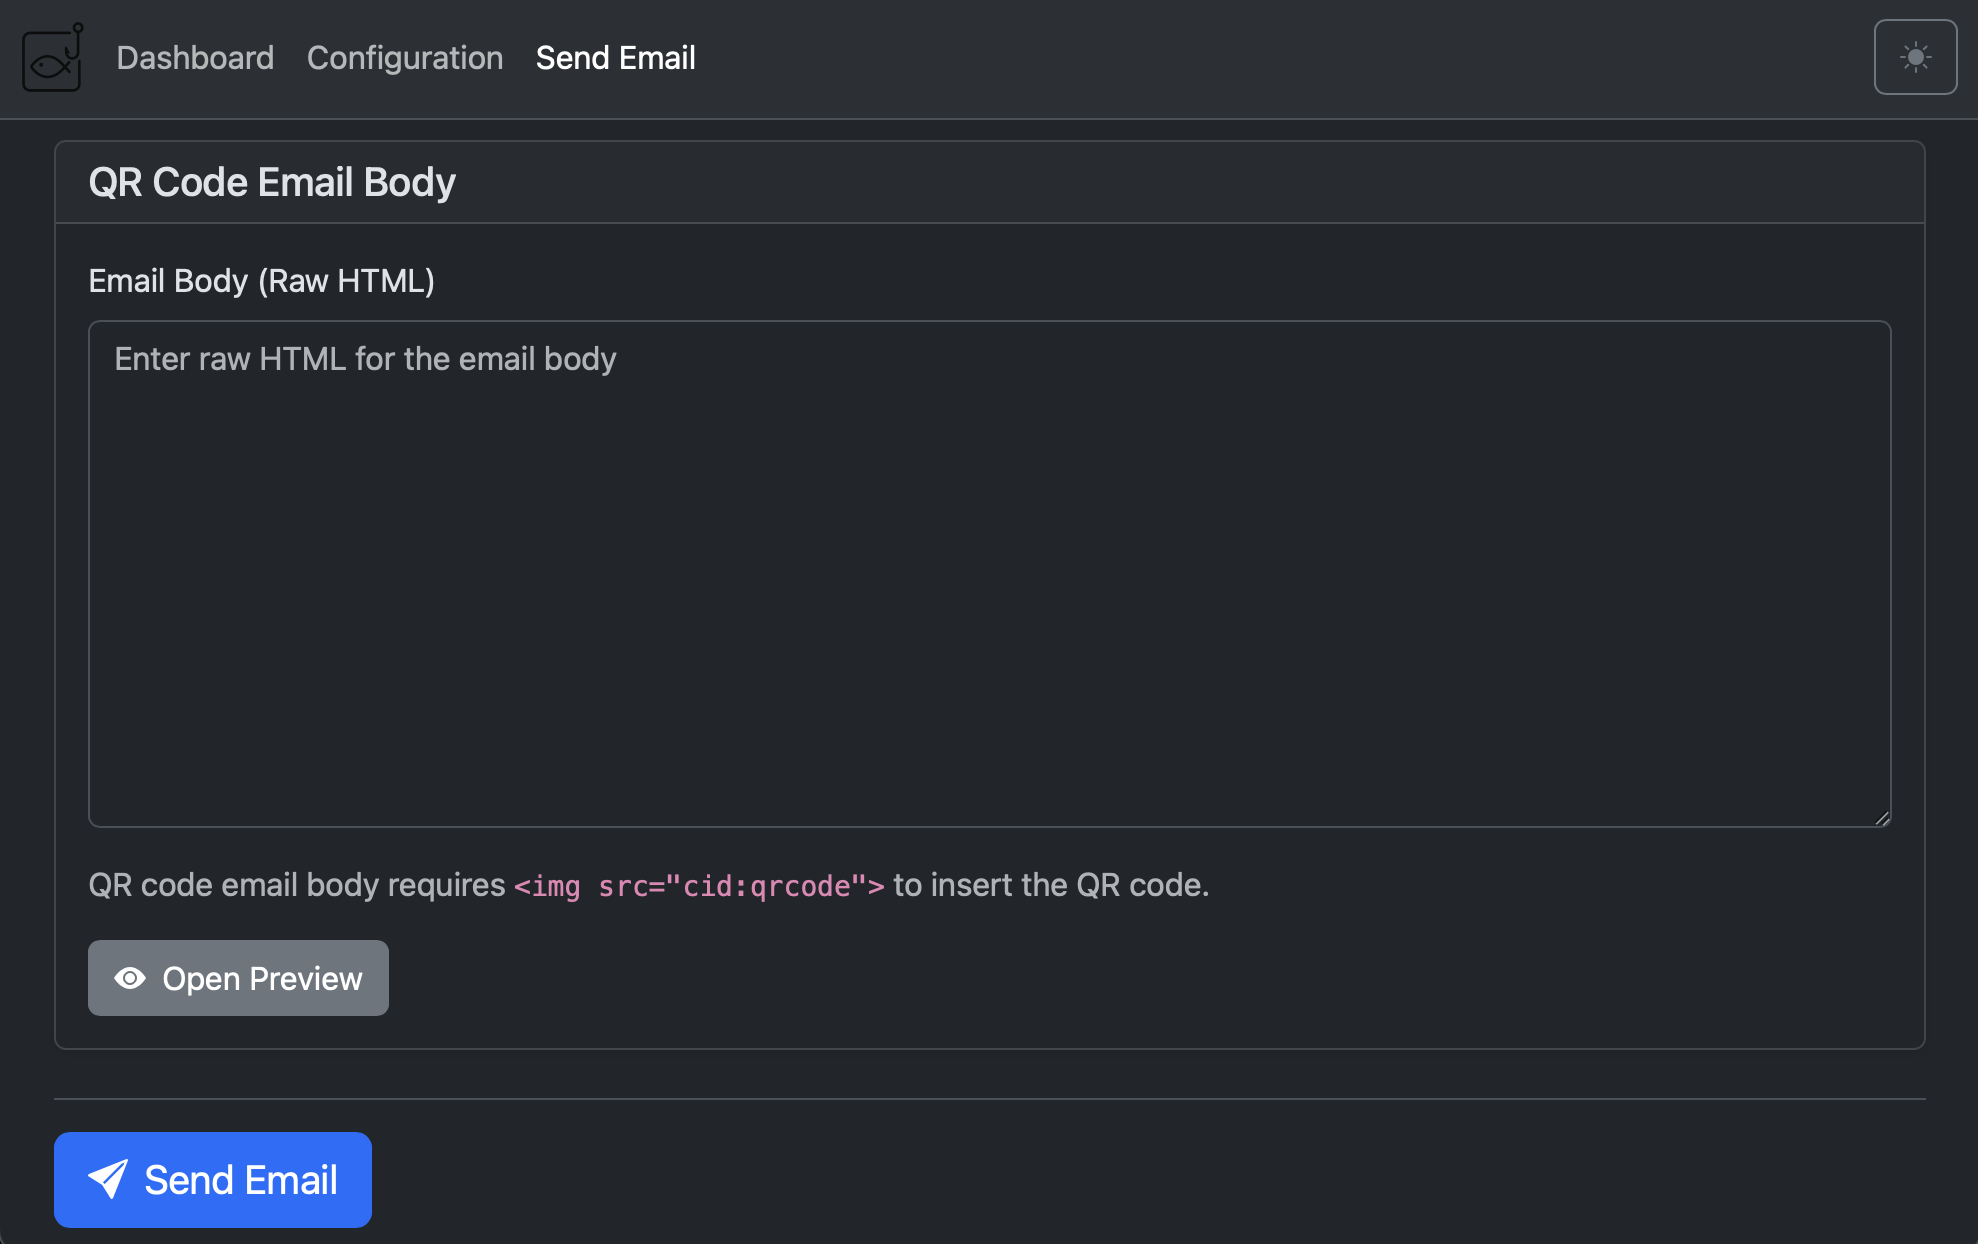 Dashboard Configuration Send Email
QR Code Email Body
Email Body (Raw HTML)
Enter raw HTML for the email body
QR code email body requires <img src="cid:qrcode"> to insert the QR code.
Open Preview
Send Email